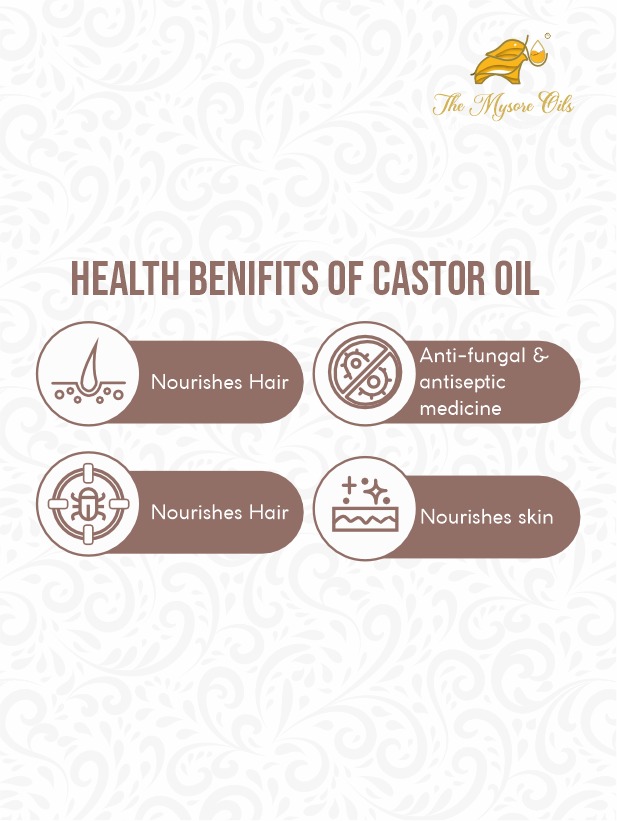 The Mysore Oils
HEALTH BENIFITS OF CASTOR OIL
Nourishes Hair
Anti-fungal &
antiseptic
medicine
Nourishes Hair
Nourishes skin